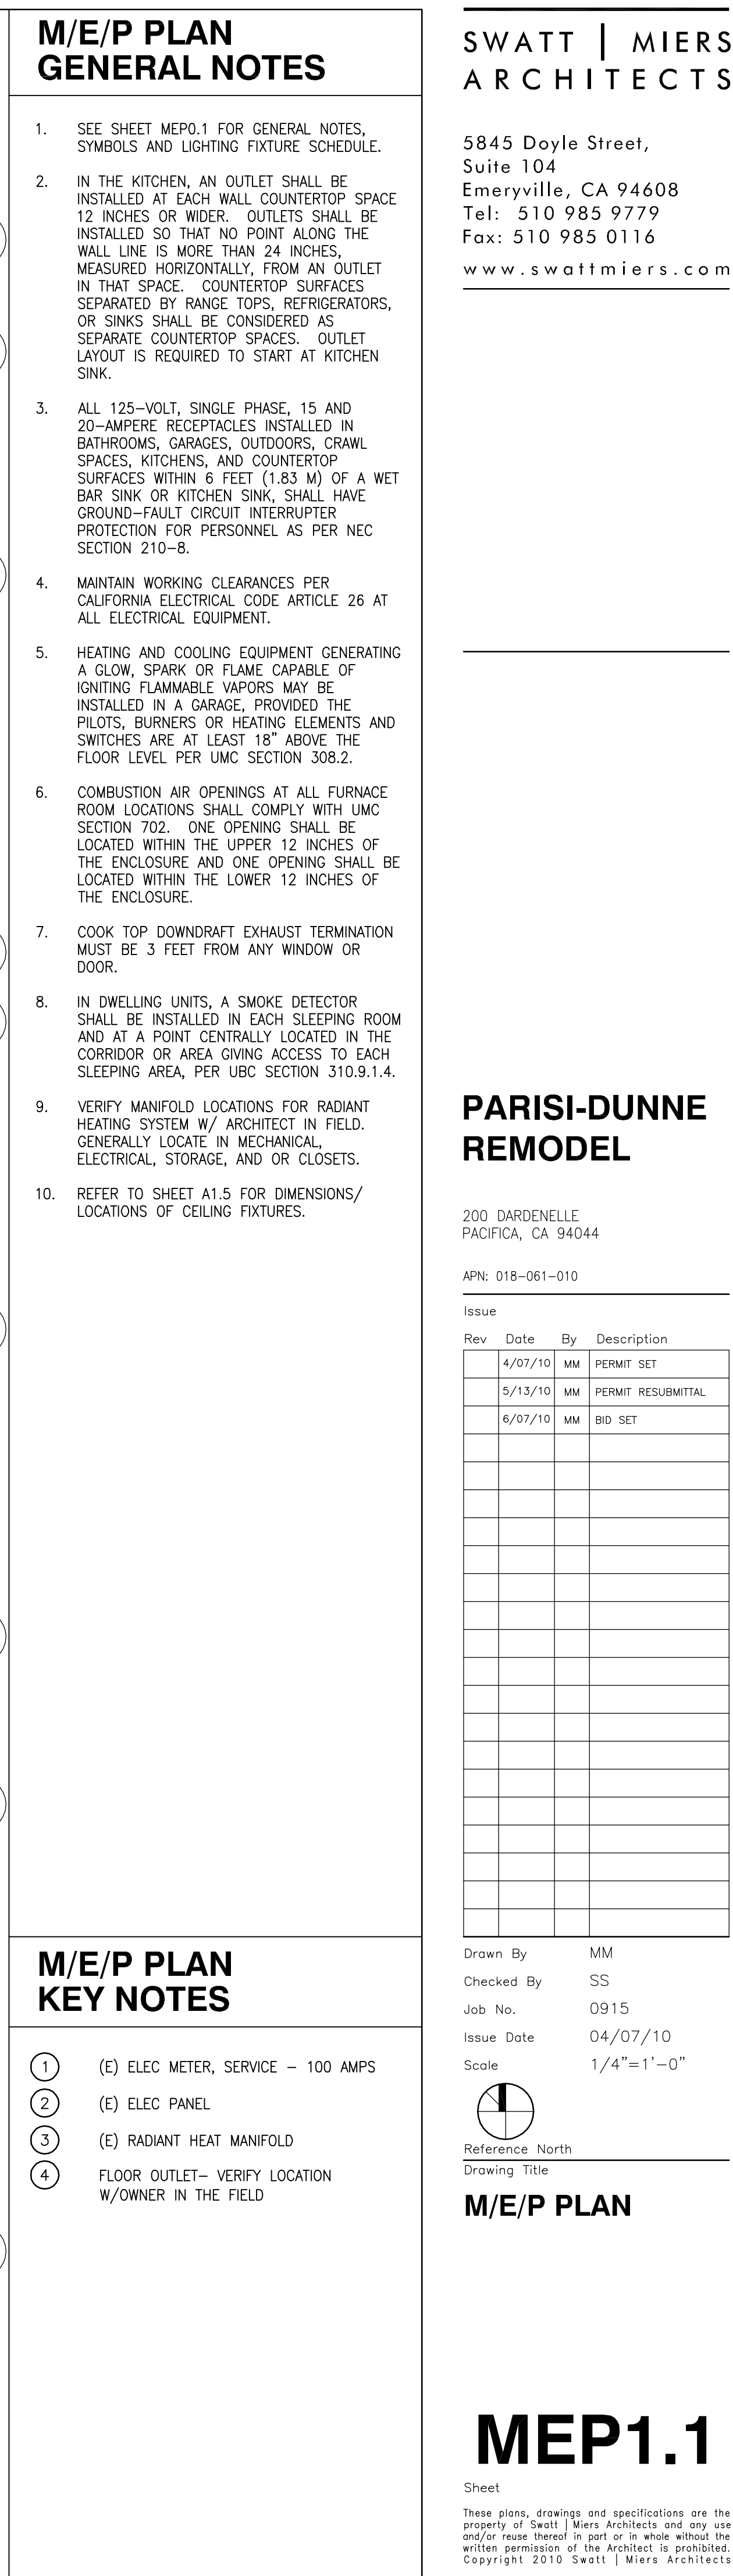 M/E/P PLAN
GENERAL NOTES
1. SEE SHEET MEP0.1 FOR GENERAL NOTES,
SYMBOLS AND LIGHTING FIXTURE SCHEDULE.
2. IN THE KITCHEN, AN OUTLET SHALL BE
INSTALLED AT EACH WALL COUNTERTOP SPACE
12 INCHES OR WIDER. OUTLETS SHALL BE
INSTALLED SO THAT NO POINT ALONG THE
WALL LINE IS MORE THAN 24 INCHES,
MEASURED HORIZONTALLY, FROM AN OUTLET
IN THAT SPACE. COUNTERTOP SURFACES
SEPARATED BY RANGE TOPS, REFRIGERATORS,
OR SINKS SHALL BE CONSIDERED AS
SEPARATE COUNTERTOP SPACES. OUTLET
LAYOUT IS REQUIRED TO START AT KITCHEN
SINK.
3. ALL 125-VOLT, SINGLE PHASE, 15 AND
20-AMPERE RECEPTACLES INSTALLED IN
BATHROOMS, GARAGES, OUTDOORS, CRAWL
SPACES, KITCHENS, AND COUNTERTOP
SURFACES WITHIN 6 FEET (1.83 M) OF A WET
BAR SINK OR KITCHEN SINK, SHALL HAVE
GROUND-FAULT CIRCUIT INTERRUPTER
PROTECTION FOR PERSONNEL AS PER NEC
SECTION 210-8.
4. MAINTAIN WORKING CLEARANCES PER
CALIFORNIA ELECTRICAL CODE ARTICLE 26 AT
ALL ELECTRICAL EQUIPMENT.
5. HEATING AND COOLING EQUIPMENT GENERATING
A GLOW, SPARK OR FLAME CAPABLE OF
IGNITING FLAMMABLE VAPORS MAY BE
INSTALLED IN A GARAGE, PROVIDED THE
PILOTS, BURNERS OR HEATING ELEMENTS AND
SWITCHES ARE AT LEAST 18" ABOVE THE
FLOOR LEVEL PER UMC SECTION 308.2.
6. COMBUSTION AIR OPENINGS AT ALL FURNACE
ROOM LOCATIONS SHALL COMPLY WITH UMC
SECTION 702. ONE OPENING SHALL BE
LOCATED WITHIN THE UPPER 12 INCHES OF
THE ENCLOSURE AND ONE OPENING SHALL BE
LOCATED WITHIN THE LOWER 12 INCHES OF
THE ENCLOSURE.
7. COOK TOP DOWNDRAFT EXHAUST TERMINATION
MUST BE 3 FEET FROM ANY WINDOW OR
DOOR.
8. IN DWELLING UNITS, A SMOKE DETECTOR
SHALL BE INSTALLED IN EACH SLEEPING ROOM
AND AT A POINT CENTRALLY LOCATED IN THE
CORRIDOR OR AREA GIVING ACCESS TO EACH
SLEEPING AREA, PER UBC SECTION 310.9.1.4.
9. VERIFY MANIFOLD LOCATIONS FOR RADIANT
HEATING SYSTEM W/ ARCHITECT IN FIELD.
GENERALLY LOCATE IN MECHANICAL,
ELECTRICAL, STORAGE, AND OR CLOSETS.
10. REFER TO SHEET A1.5 FOR DIMENSIONS/
LOCATIONS OF CEILING FIXTURES.
M/E/P PLAN
KEY NOTES
1 (E) ELEC METER, SERVICE - 100 AMPS
2 (E) ELEC PANEL
3 (E) RADIANT HEAT MANIFOLD
4 FLOOR OUTLET- VERIFY LOCATION
W/OWNER IN THE FIELD
SWATT | MIERS
ARCHITECTS
5845 Doyle Street,
Suite 104
Emeryville, CA 94608
Tel: 510 985 9779
Fax: 510 985 0116
www.swattmiers.com
PARISI-DUNNE
REMODEL
200 DARDENELLE
PACIFICA, CA 94044
APN: 018-061-010
Issue
Rev Date By Description
4/07/10 MM PERMIT SET
5/13/10 MM PERMIT RESUBMITTAL
6/07/10 MM BID SET
Drawn By MM
Checked By SS
Job No. 0915
Issue Date 04/07/10
Scale 1/4"=1'-0"
Reference North
Drawing Title
M/E/P PLAN
MEP1.1
Sheet
These plans, drawings and specifications are the
property of Swatt | Miers Architects and any use
and/or reuse thereof in part or in whole without the
written permission of the Architect is prohibited.
Copyright 2010 Swatt | Miers Architects